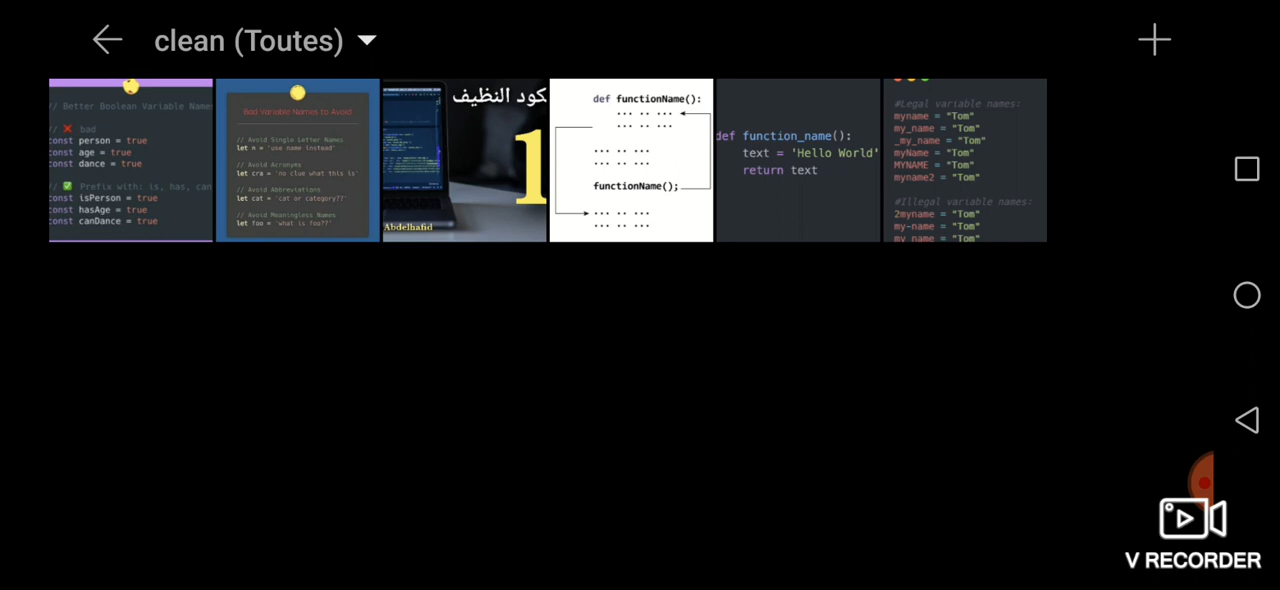 clean (Toutes)
// Better Boolean Variable Name
// ❌ bad
const person = true
const age = true
const dance = true
// ✅ Prefix with: is, has, can
const isPerson = true
const hasAge = true
const canDance = true
Bad Variable Names to Avoid
// Avoid Single Letter Names
let n = 'use name instead'
// Avoid Acronyms
let cra = 'no clue what this is'
// Avoid Abbreviations
let cat = 'cat or category??'
// Avoid Meaningless Names
let foo = 'what is foo??'
كود النظيف
1
Abdelhafid
def functionName():
... .. ...
... .. ...
... .. ...
... .. ...
functionName();
... .. ...
... .. ...
def function_name():
text = 'Hello World'
return text
#Legal variable names:
myname = "Tom"
my_name = "Tom"
_my_name = "Tom"
myName = "Tom"
MYNAME = "Tom"
myname2 = "Tom"
#Illegal variable names:
2myname = "Tom"
my-name = "Tom"
my name = "Tom"
V RECORDER